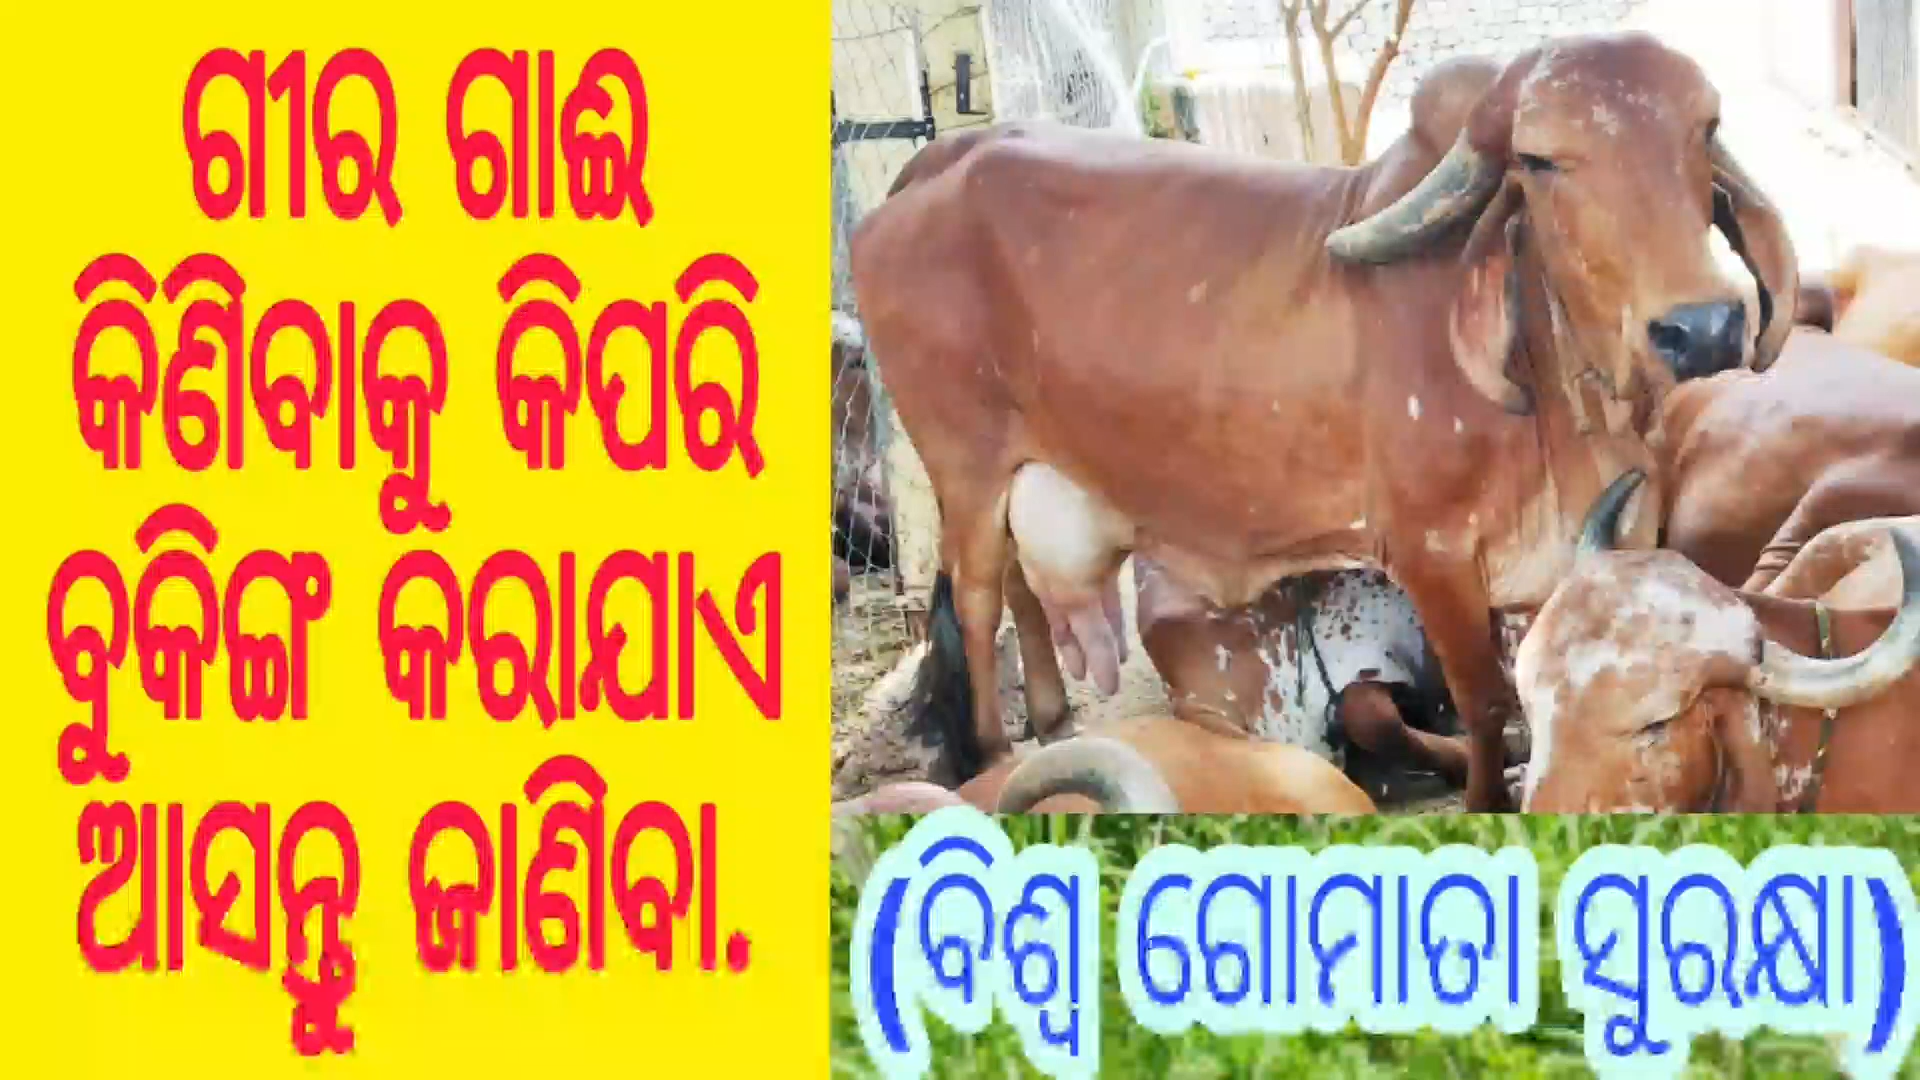 ଗୀର ଗାଈ
କିଣିବାକୁ କିପରି
ବୁକିଙ୍ଗ କରାଯାଏ
ଆସନ୍ତୁ ଜାଣିବା.
(ବିଶ୍ଵ ଗୋମାତା ସୁରକ୍ଷା)